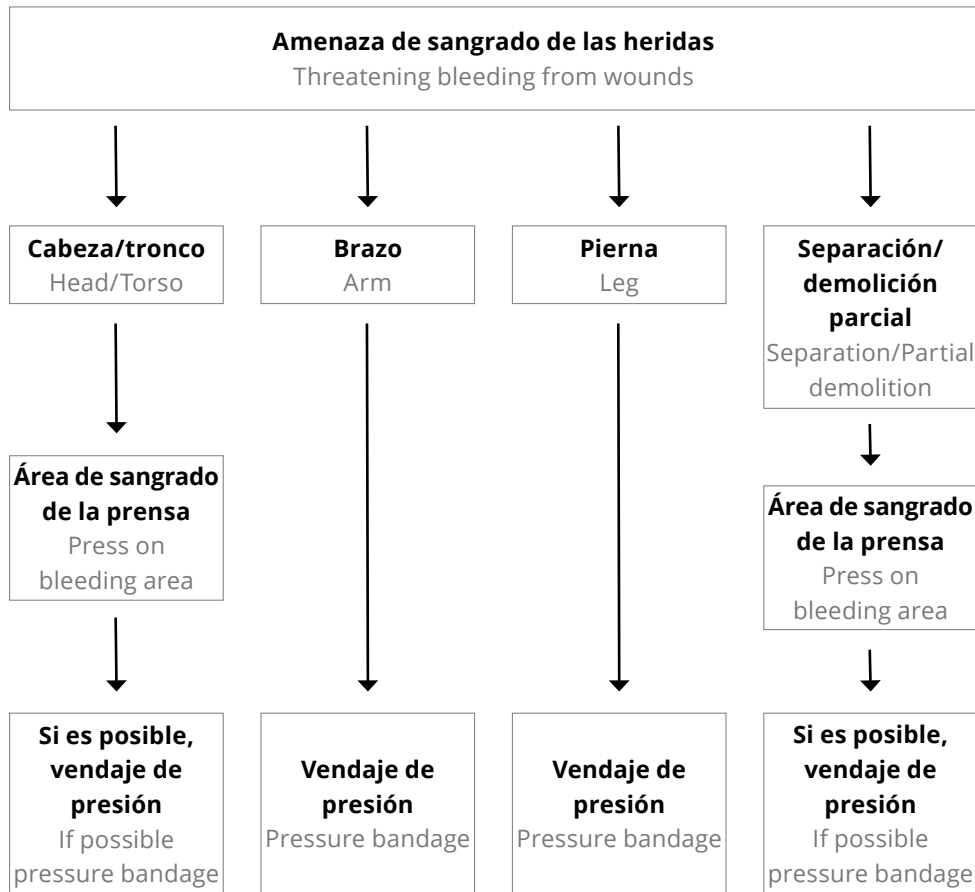 Amenaza de sangrado de las heridas
Threatening bleeding from wounds
Cabeza/tronco
Head/Torso
Brazo
Arm
Pierna
Leg
Separación/
demolición
parcial
Separation/Partial
demolition
Área de sangrado
de la prensa
Press on
bleeding area
Área de sangrado
de la prensa
Press on
bleeding area
Si es posible,
vendaje de
presión
If possible
pressure bandage
Vendaje de
presión
Pressure bandage
Vendaje de
presión
Pressure bandage
Si es posible,
vendaje de
presión
If possible
pressure bandage